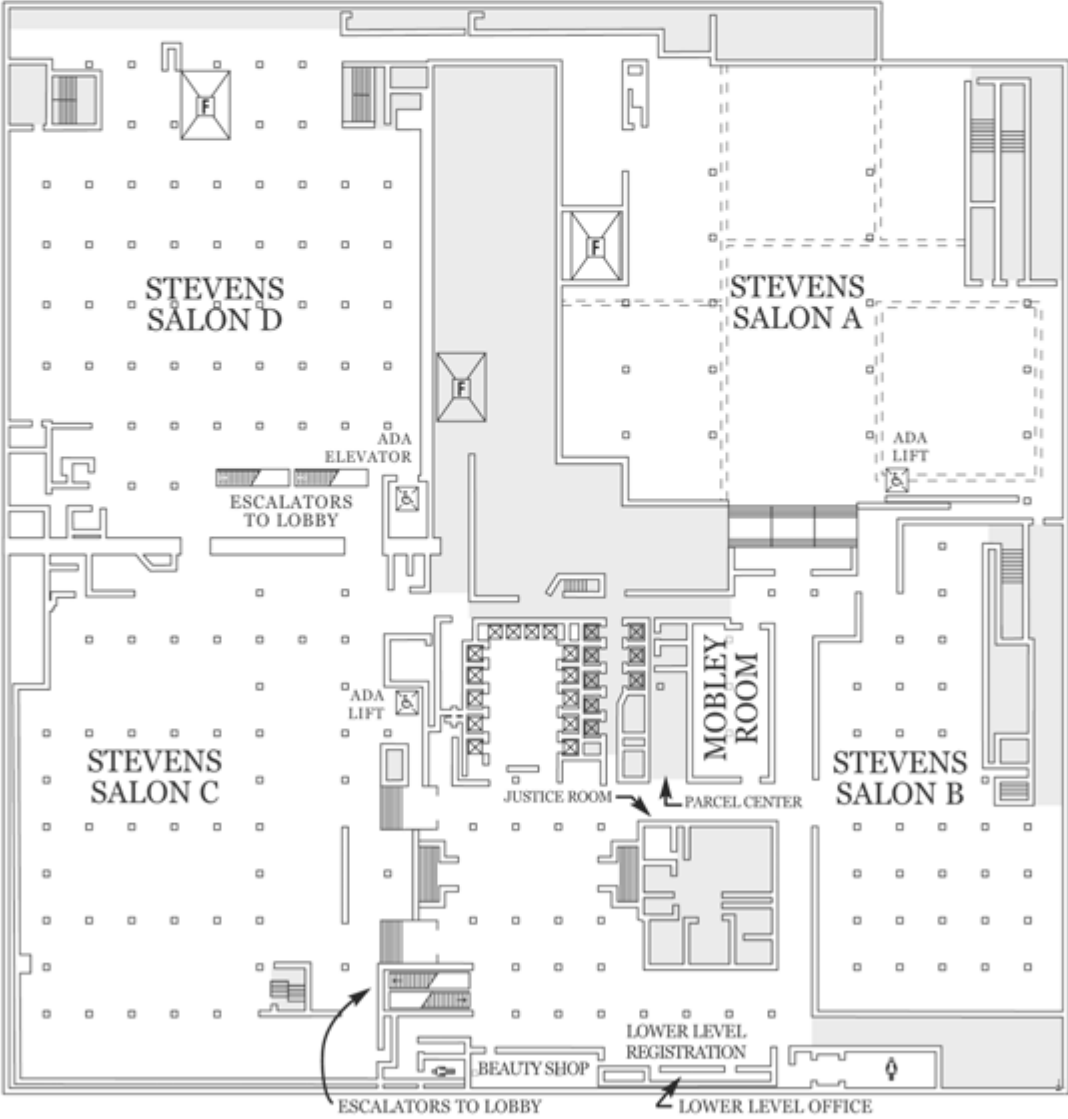 F
F
STEVENS
SALON D
STEVENS
SALON A
F
ADA
ELEVATOR
ADA
LIFT
ESCALATORS
TO LOBBY
MOBLEY
ROOM
ADA
LIFT
STEVENS
SALON C
STEVENS
SALON B
JUSTICE ROOM
PARCEL CENTER
LOWER LEVEL
REGISTRATION
BEAUTY SHOP
ESCALATORS TO LOBBY
LOWER LEVEL OFFICE